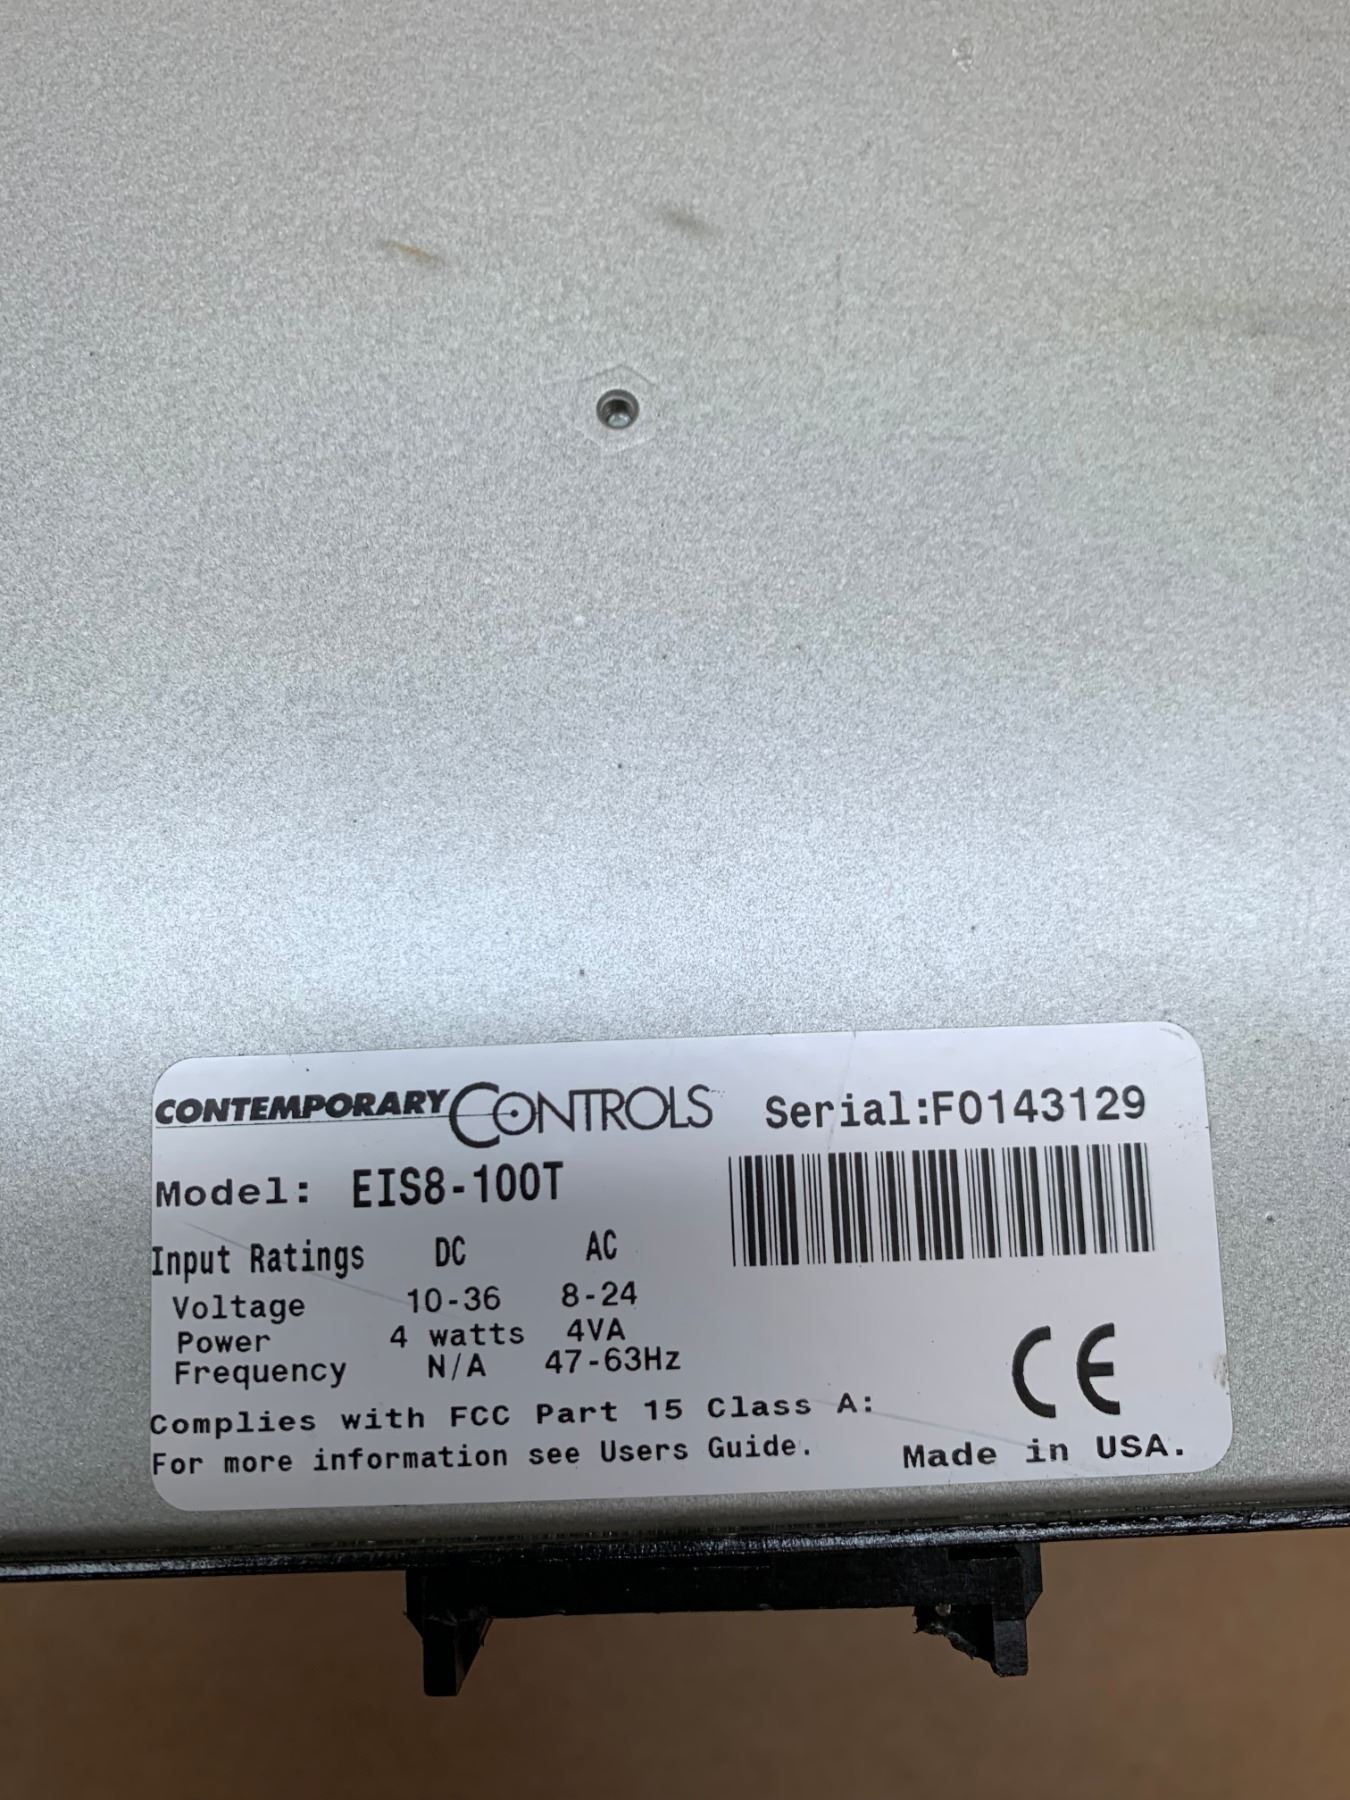 CONTEMPORARY CONTROLS Serial:F0143129
Model: EIS8-100T
Input Ratings DC AC
Voltage 10-36 8-24
Power 4 watts 4VA
Frequency N/A 47-63Hz
CE
Complies with FCC Part 15 Class A:
For more information see Users Guide. Made in USA.